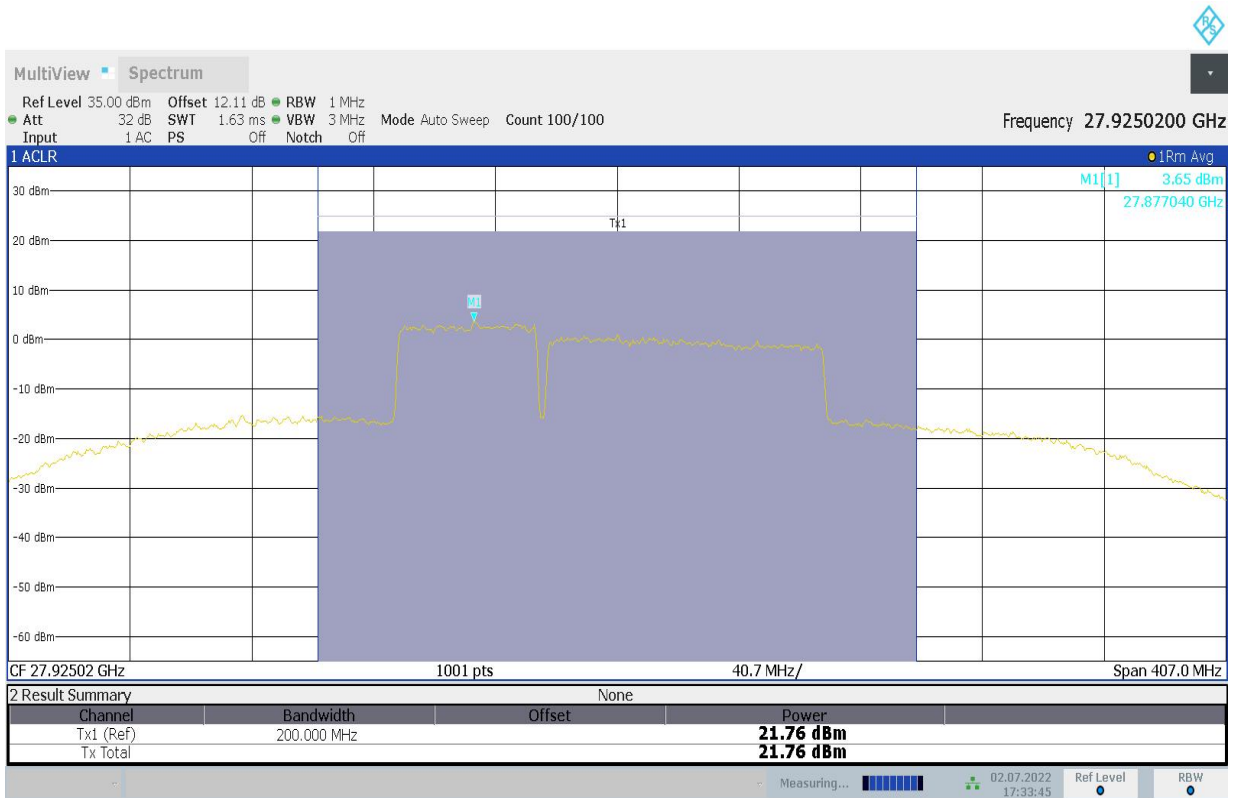 R&S
MultiView Spectrum
Ref Level 35.00 dBm Offset 12.11 dB RBW 1 MHz
Att 32 dB SWT 1.63 ms VBW 3 MHz Mode Auto Sweep Count 100/100 Frequency 27.9250200 GHz
Input 1 AC PS Off Notch Off
1 ACLR 1Rm Avg
M1[1] 3.65 dBm
27.877040 GHz
30 dBm
Tx1
20 dBm
10 dBm
M1
0 dBm
-10 dBm
-20 dBm
-30 dBm
-40 dBm
-50 dBm
-60 dBm
CF 27.92502 GHz 1001 pts 40.7 MHz/ Span 407.0 MHz
2 Result Summary None
Channel Bandwidth Offset Power
Tx1 (Ref) 200.000 MHz 21.76 dBm
Tx Total 21.76 dBm
Measuring... 02.07.2022 Ref Level RBW
17:33:45